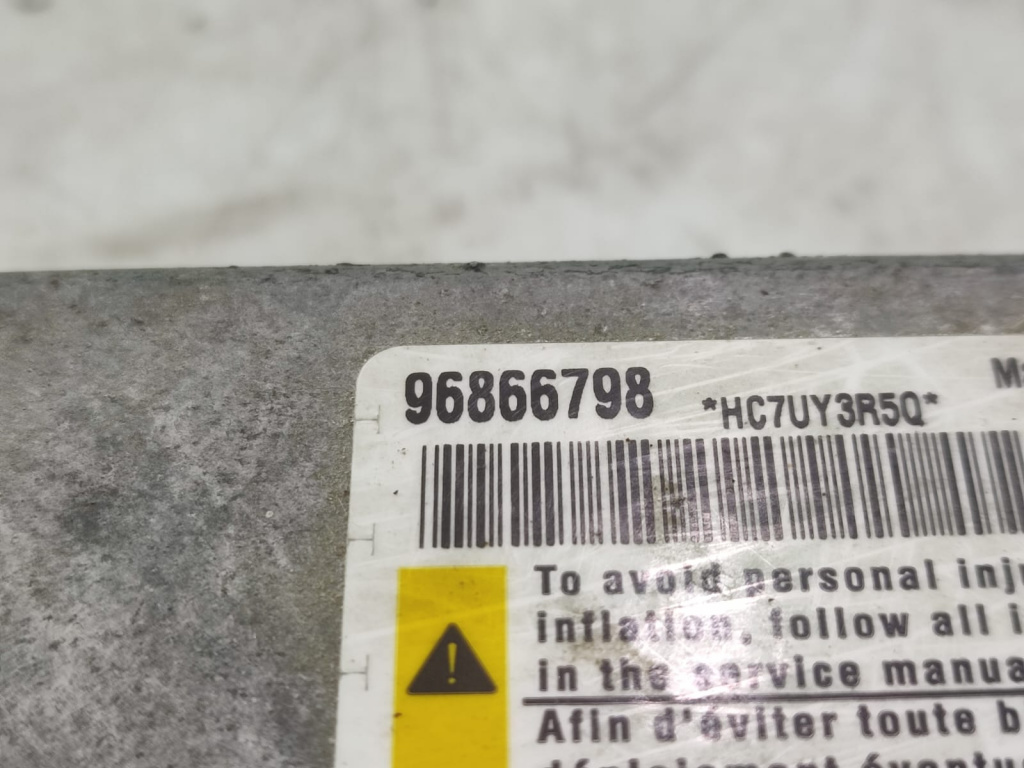 96866798
*HC7UY3R5Q*
To avoid personal
inflation, follow all
in the service
Afin d'éviter toute